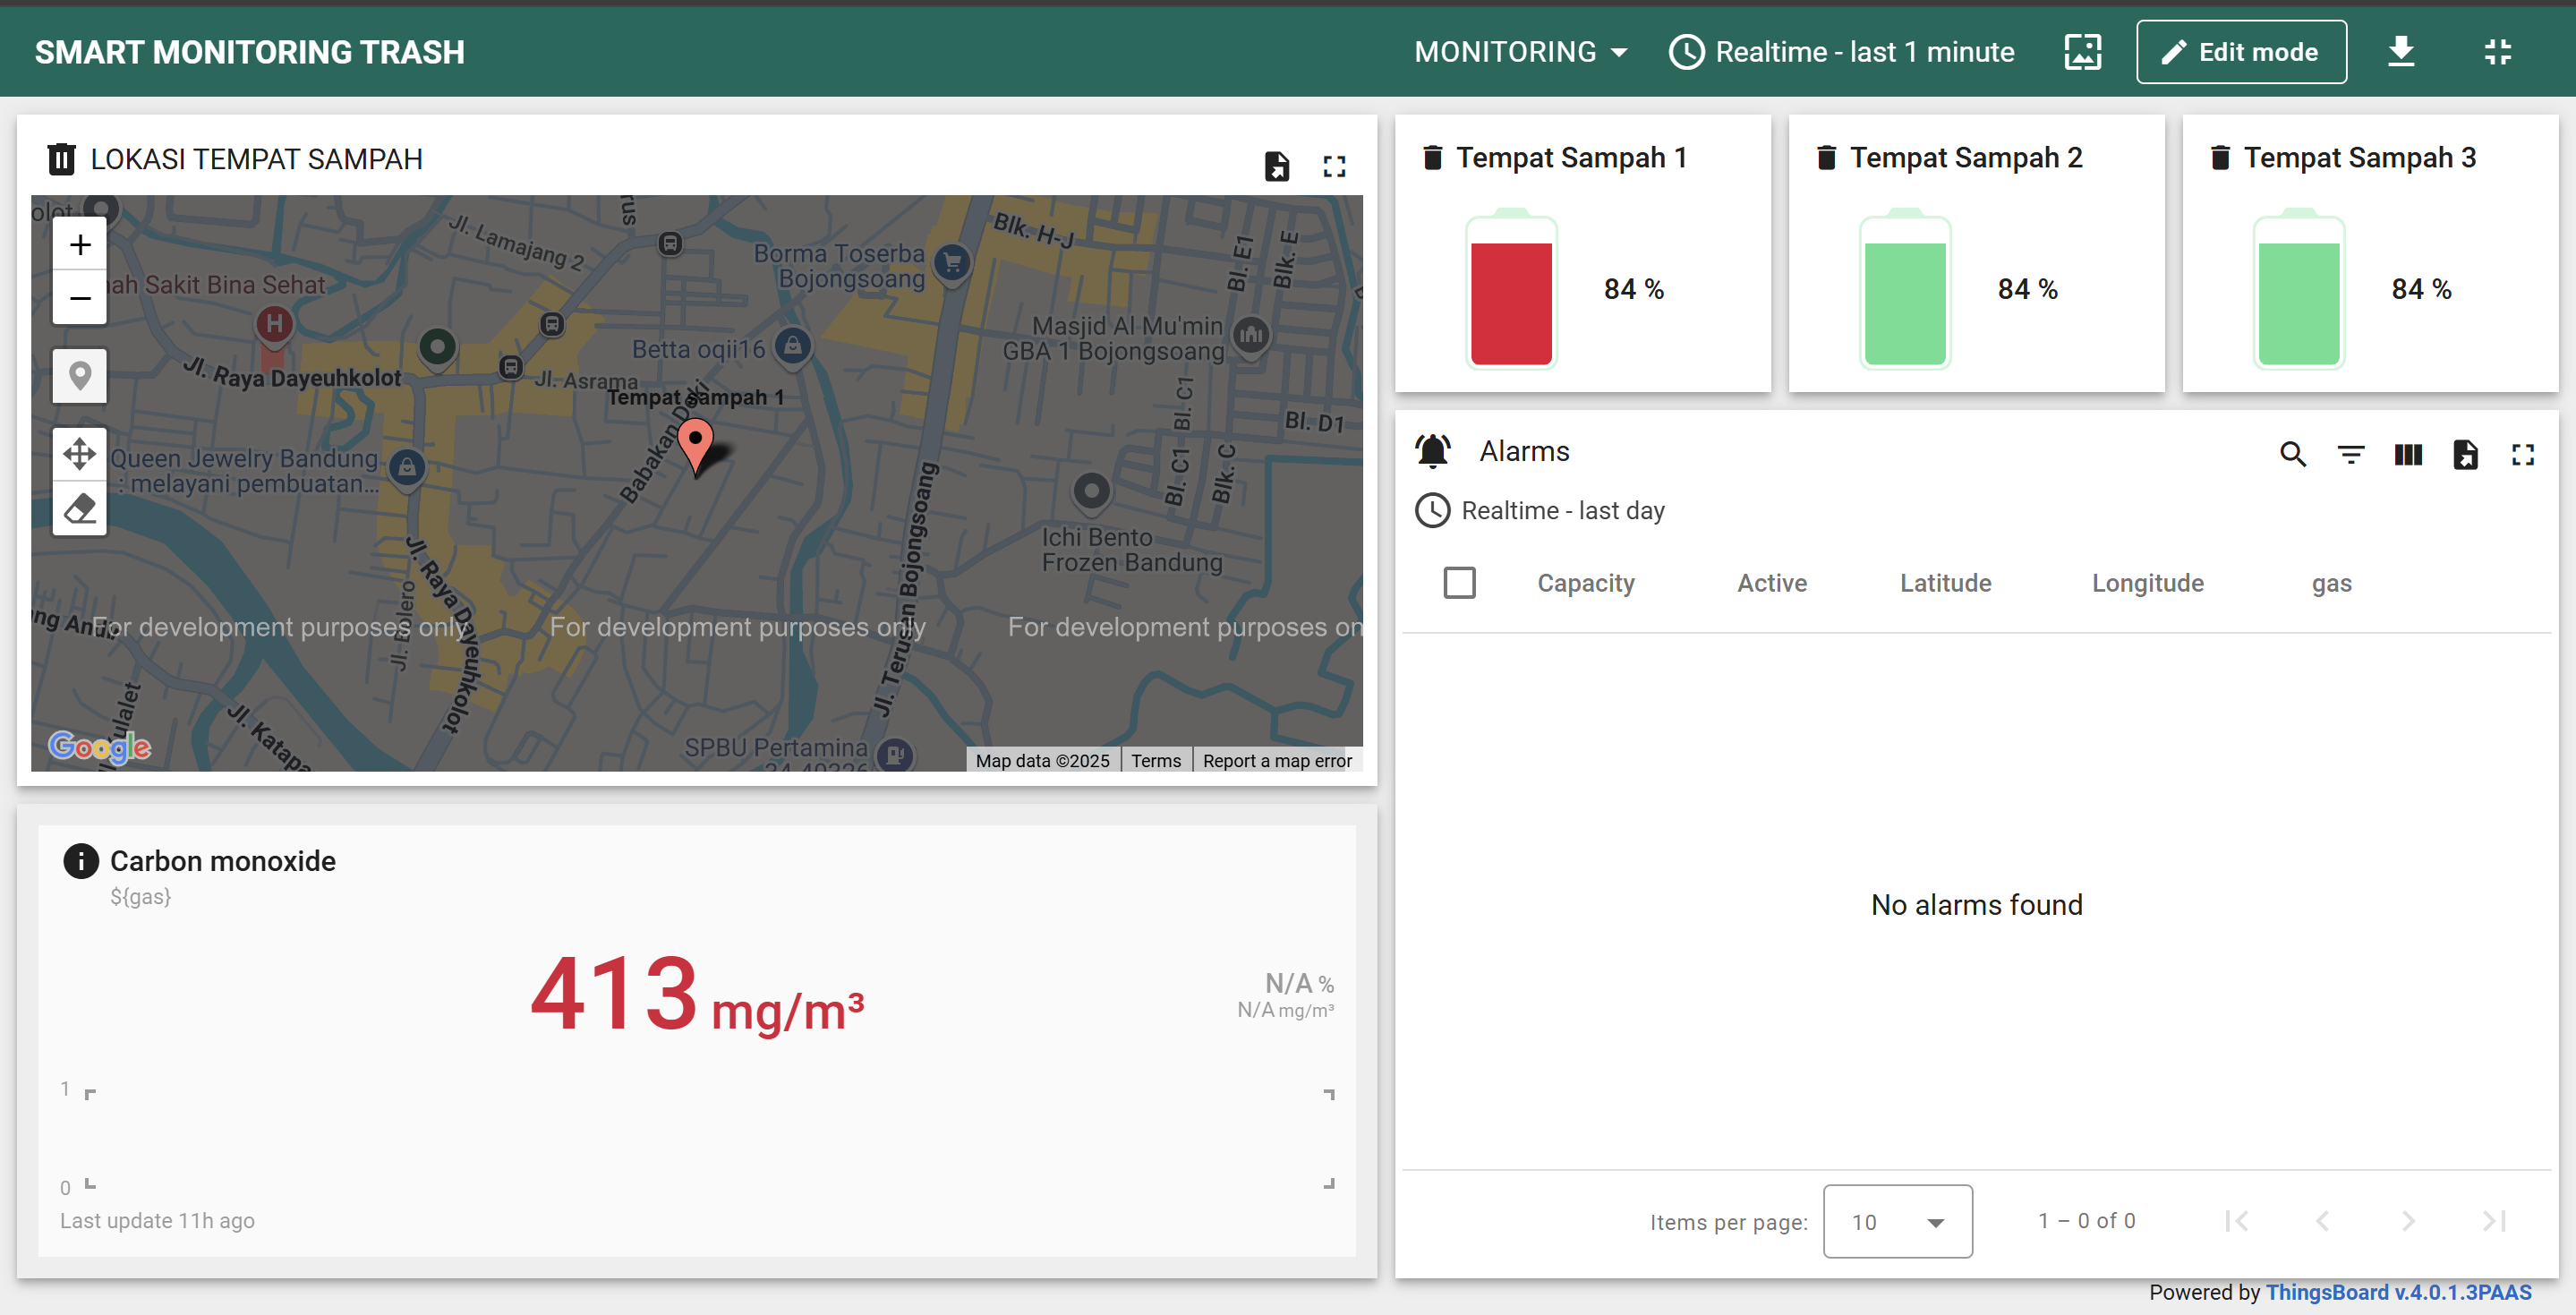 SMART MONITORING TRASH
MONITORING
Realtime - last 1 minute
Edit mode
LOKASI TEMPAT SAMPAH
olot
+
−
ah Sakit Bina Sehat
H
Jl. Lamajang 2
Borma Toserba
Bojongsoang
Blk. H-J
Bl. E1
Blk. E
Masjid Al Mu'min
GBA 1 Bojongsoang
Betta oqii16
Jl. Raya Dayeuhkolot
Jl. Asrama
Tempat Sampah 1
Bl. C1
Bl. D1
Queen Jewelry Bandung
: melayani pembuatan...
Bl. C1
Blk. C
Jl. Terusan Bojongsoang
Ichi Bento
Frozen Bandung
Jl. Raya Dayeuhkolot
For development purposes only
For development purposes only
For development purposes on
Google
SPBU Pertamina
Map data ©2025
Terms
Report a map error
Tempat Sampah 1
84 %
Tempat Sampah 2
84 %
Tempat Sampah 3
84 %
Alarms
Realtime - last day
Capacity Active Latitude Longitude gas
No alarms found
Items per page: 10 1 – 0 of 0
Carbon monoxide
${gas}
413 mg/m³
N/A %
N/A mg/m³
1
0
Last update 11h ago
Powered by ThingsBoard v.4.0.1.3PAAS